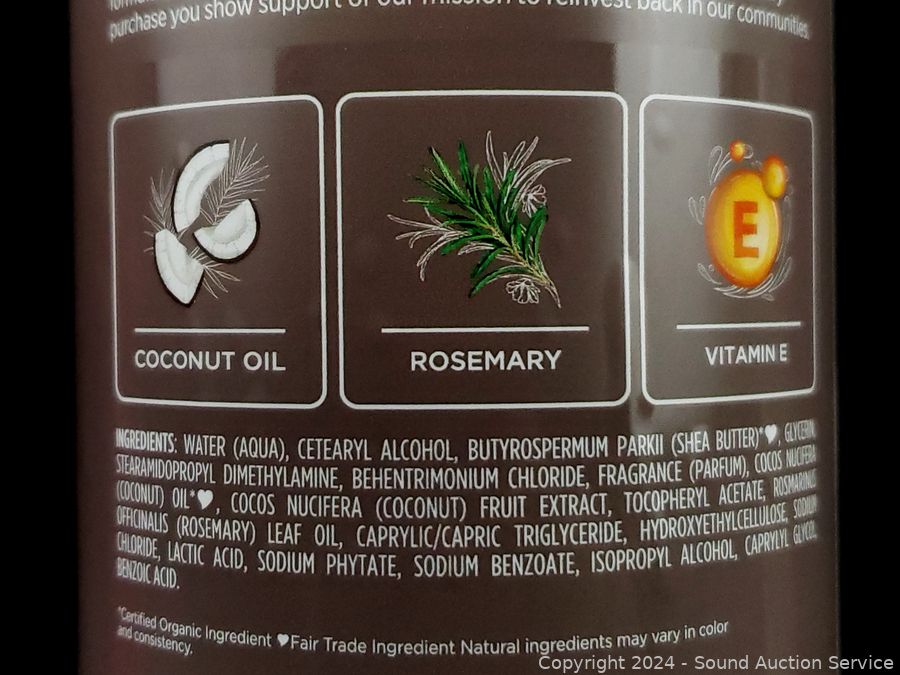 purchase you show support of our mission to reinvest back in our communities.
COCONUT OIL
ROSEMARY
E
VITAMIN E
INGREDIENTS: WATER (AQUA), CETEARYL ALCOHOL, BUTYROSPERMUM PARKII (SHEA BUTTER)*♥, GLYCERIN,
STEARAMIDOPROPYL DIMETHYLAMINE, BEHENTRIMONIUM CHLORIDE, FRAGRANCE (PARFUM), COCOS NUCIFERA
(COCONUT) OIL*♥, COCOS NUCIFERA (COCONUT) FRUIT EXTRACT, TOCOPHERYL ACETATE, ROSMARINUS
OFFICINALIS (ROSEMARY) LEAF OIL, CAPRYLIC/CAPRIC TRIGLYCERIDE, HYDROXYETHYLCELLULOSE, SODIUM
CHLORIDE, LACTIC ACID, SODIUM PHYTATE, SODIUM BENZOATE, ISOPROPYL ALCOHOL, CAPRYLYL GLYCOL,
BENZOIC ACID.
*Certified Organic Ingredient ♥Fair Trade Ingredient Natural ingredients may vary in color
and consistency.
Copyright 2024 - Sound Auction Service